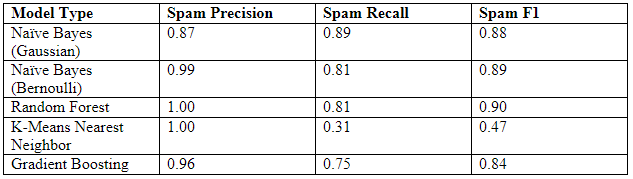 Model Type Spam Precision Spam Recall Spam F1
Naïve Bayes 0.87 0.89 0.88
(Gaussian)
Naïve Bayes 0.99 0.81 0.89
(Bernoulli)
Random Forest 1.00 0.81 0.90
K-Means Nearest 1.00 0.31 0.47
Neighbor
Gradient Boosting 0.96 0.75 0.84